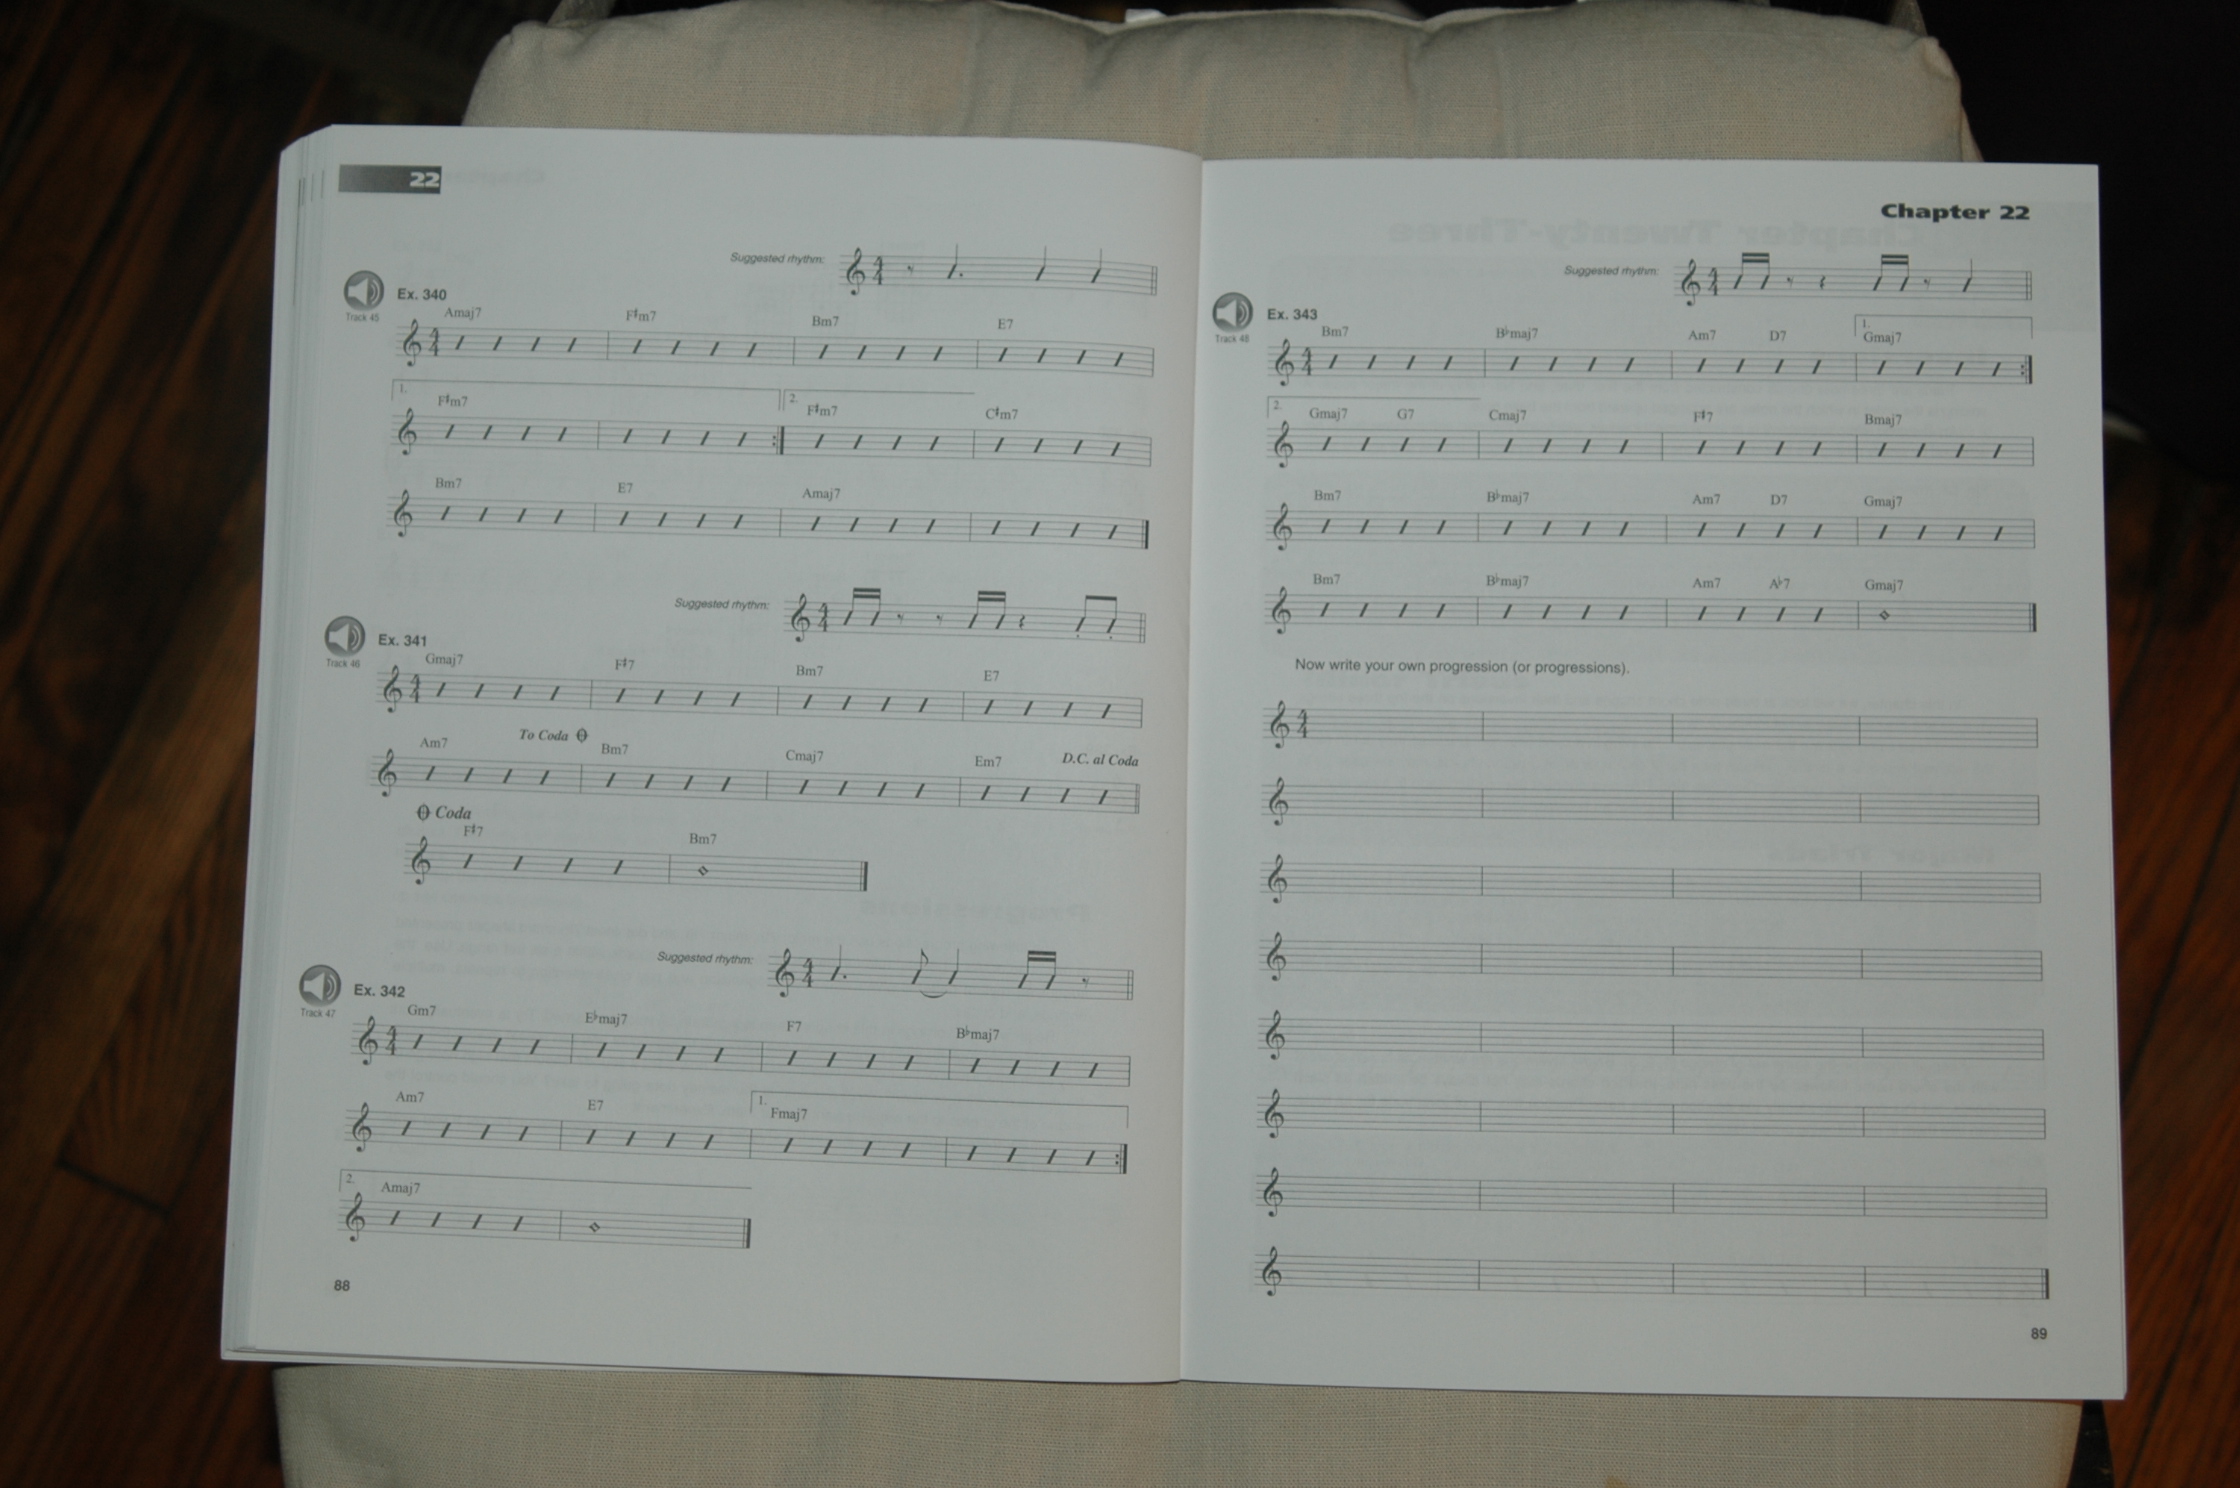 22
Suggested rhythm:
Track 45
Ex. 340
Amaj7 F♯m7 Bm7 E7
1. F♯m7 2. F♯m7 C♯m7
Bm7 E7 Amaj7
Suggested rhythm:
Track 46
Ex. 341
Gmaj7 F♯7 Bm7 E7
Am7 To Coda Bm7 Cmaj7 Em7 D.C. al Coda
Coda
F♯7 Bm7
Suggested rhythm:
Track 47
Ex. 342
Gm7 E♭maj7 F7 B♭maj7
Am7 E7 1. Fmaj7
2. Amaj7
88
Chapter 22
Suggested rhythm:
Track 48
Ex. 343
Bm7 B♭maj7 Am7 D7 1. Gmaj7
2. Gmaj7 G7 Cmaj7 F♯7 Bmaj7
Bm7 B♭maj7 Am7 D7 Gmaj7
Bm7 B♭maj7 Am7 A♭7 Gmaj7
Now write your own progression (or progressions).
89